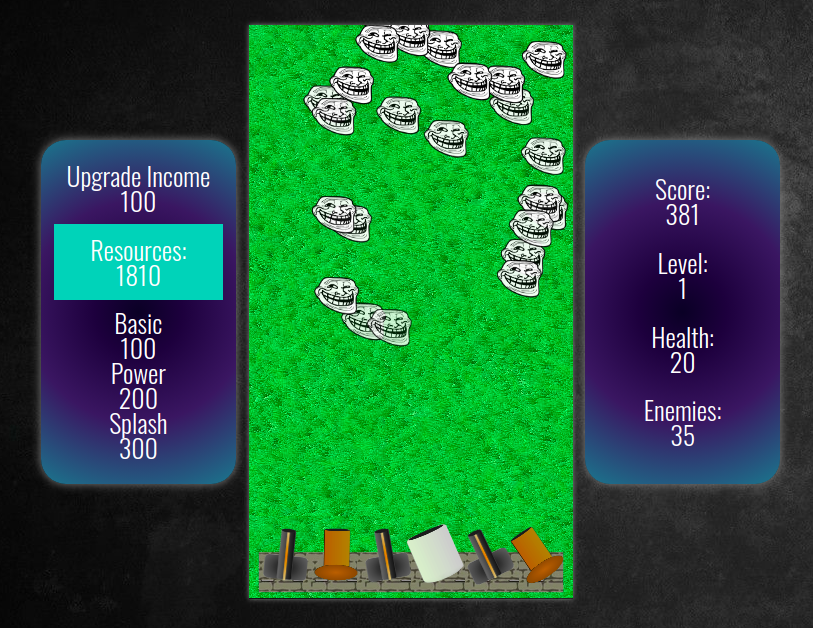 Upgrade Income
100
Resources:
1810
Basic
100
Power
200
Splash
300
Score:
381
Level:
1
Health:
20
Enemies:
35